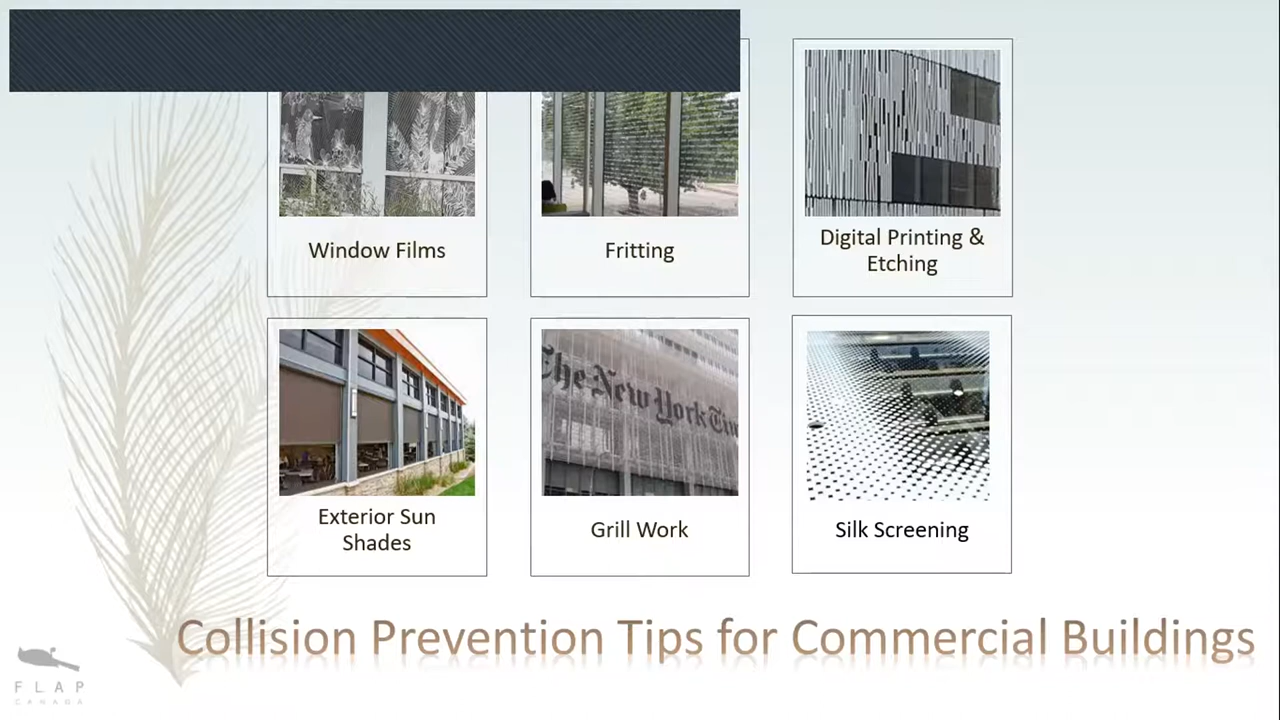 Window Films
Fritting
Digital Printing &
Etching
The New York Tim
Exterior Sun
Shades
Grill Work
Silk Screening
Collision Prevention Tips for Commercial Buildings
FLAP
CANADA